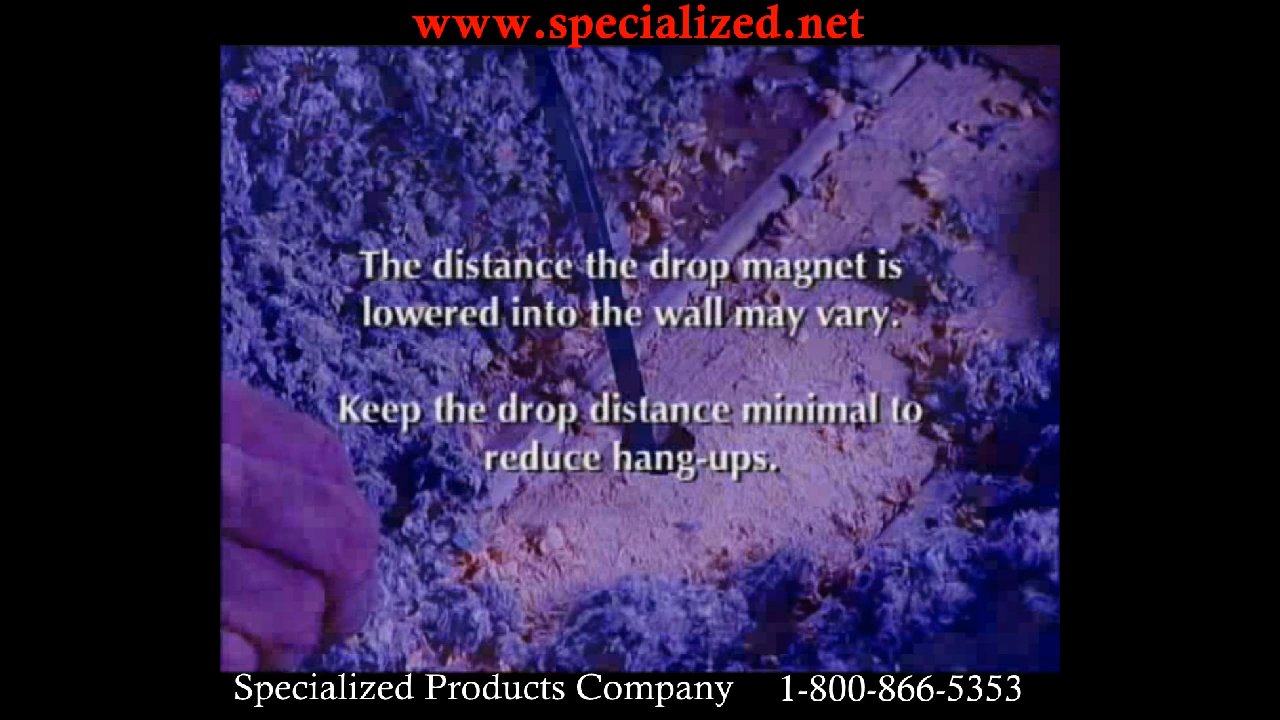 www.specialized.net
The distance the drop magnet is
lowered into the wall may vary.
Keep the drop distance minimal to
reduce hang-ups.
Specialized Products Company 1-800-866-5353